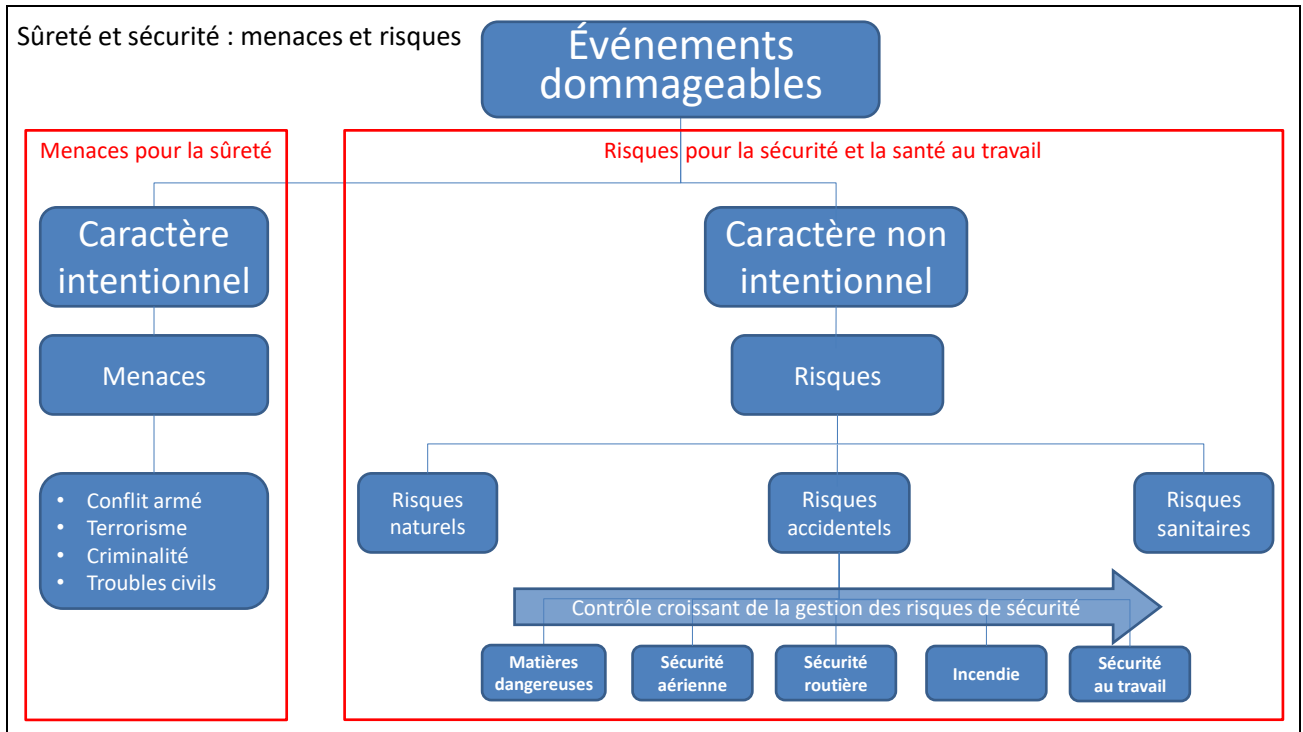 Sûreté et sécurité : menaces et risques
Événements
dommageables
Menaces pour la sûreté
Risques pour la sécurité et la santé au travail
Caractère
intentionnel
Caractère non
intentionnel
Menaces
Risques
• Conflit armé
• Terrorisme
• Criminalité
• Troubles civils
Risques
naturels
Risques
accidentels
Risques
sanitaires
Contrôle croissant de la gestion des risques de sécurité
Matières
dangereuses
Sécurité
aérienne
Sécurité
routière
Incendie
Sécurité
au travail